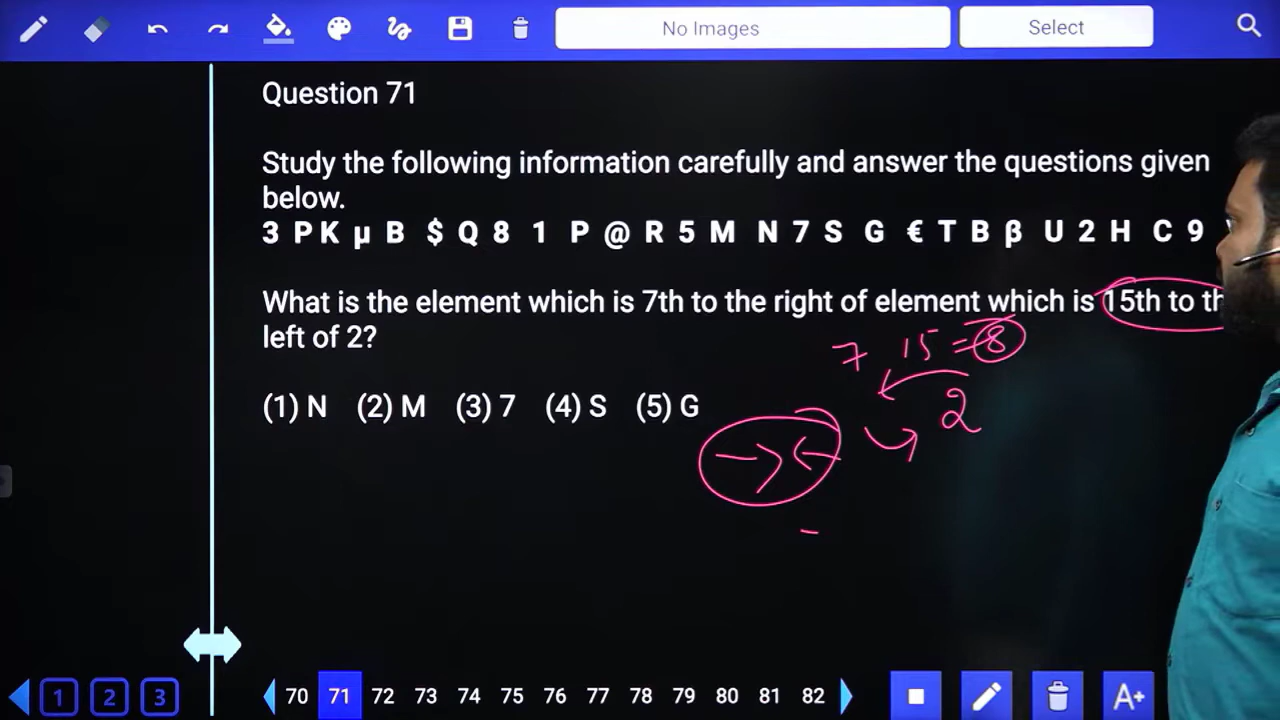 No Images
Select
Question 71
Study the following information carefully and answer the questions given
below.
3 P K μ B $ Q 8 1 P @ R 5 M N 7 S G € T B β U 2 H C 9
What is the element which is 7th to the right of element which is 15th to th
left of 2?
7 15 = 8
2
(1) N (2) M (3) 7 (4) S (5) G
1 2 3
70 71 72 73 74 75 76 77 78 79 80 81 82
A+